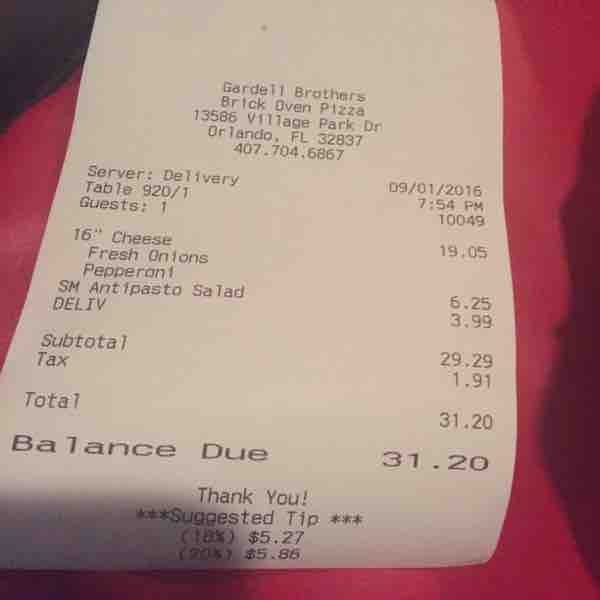 Gardell Brothers
Brick Oven Pizza
13586 Village Park Dr
Orlando, FL 32837
407.704.6867
Server: Delivery 09/01/2016
Table 920/1 7:54 PM
Guests: 1 10049
16" Cheese 19.05
Fresh Onions
Pepperoni
SM Antipasto Salad 6.25
DELIV 3.99
Subtotal 29.29
Tax 1.91
Total 31.20
Balance Due 31.20
Thank You!
***Suggested Tip ***
(18%) $5.27
(20%) $5.86